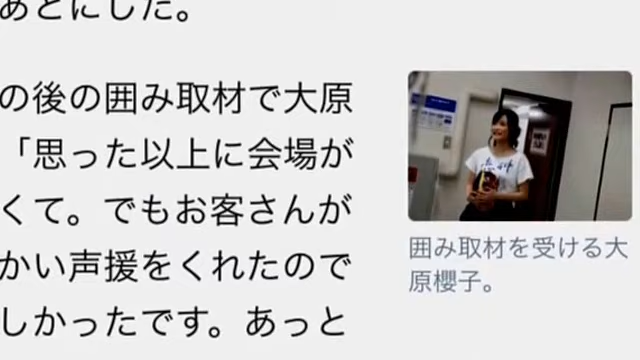 あとにした。
の後の囲み取材で大原
「思った以上に会場が
くて。でもお客さんが
かい声援をくれたので
しかったです。あっと
囲み取材を受ける大
原櫻子。